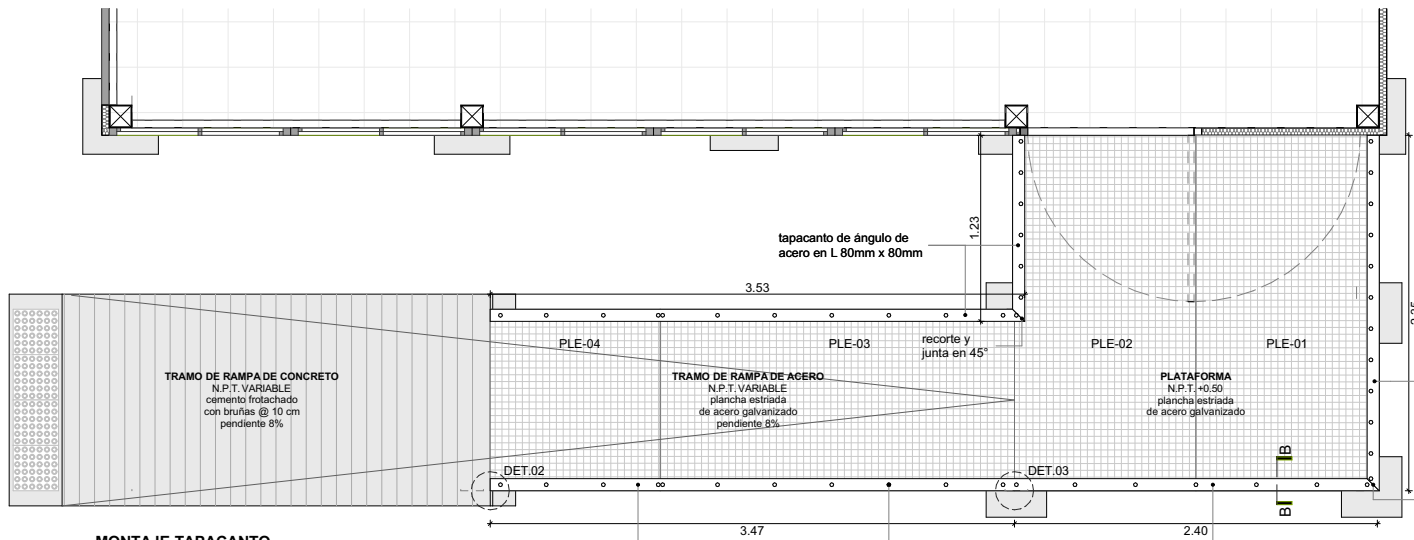 1.23
tapacanto de ángulo de
acero en L 80mm x 80mm
3.53
PLE-04
PLE-03
recorte y
junta en 45°
PLE-02
PLE-01
TRAMO DE RAMPA DE CONCRETO
N.P.T. VARIABLE
cemento frotachado
con bruñas @ 10 cm
pendiente 8%
TRAMO DE RAMPA DE ACERO
N.P.T. VARIABLE
plancha estriada
de acero galvanizado
pendiente 8%
PLATAFORMA
N.P.T. +0.50
plancha estriada
de acero galvanizado
B
DET.02
DET.03
B
3.47
2.40
MONTAJE TAPACANTO